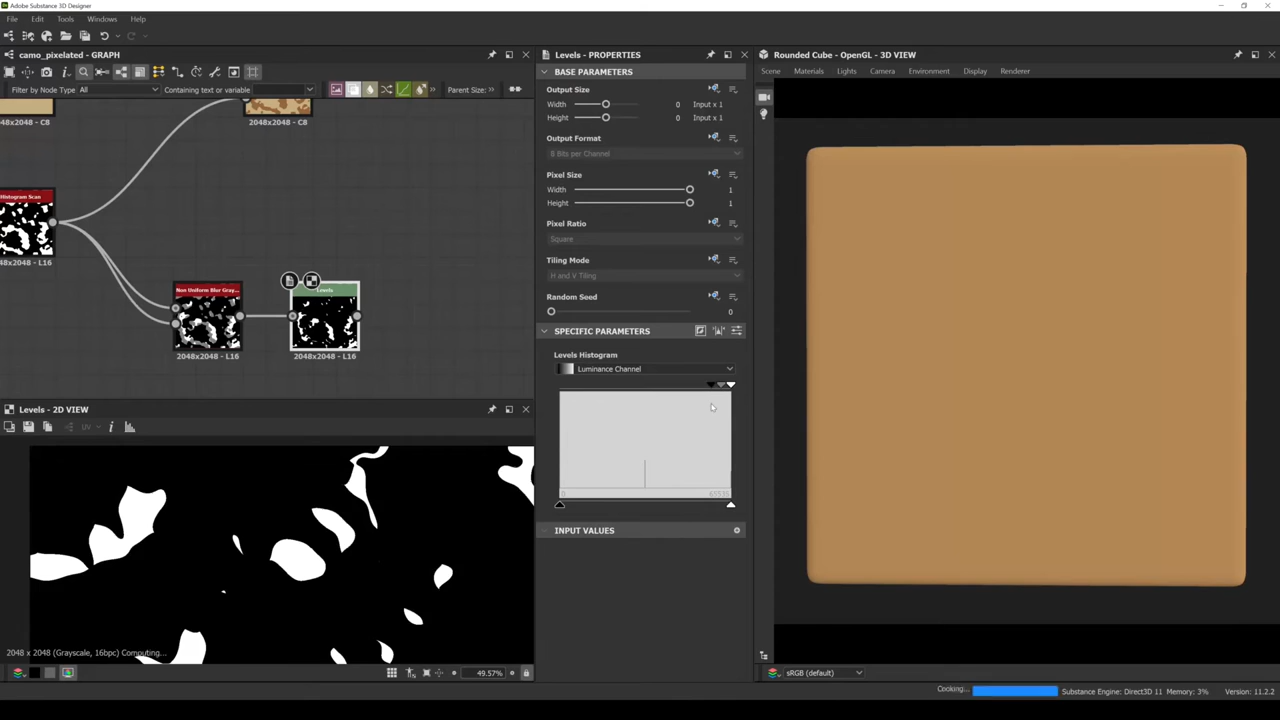 Adobe Substance 3D Designer
File Edit Tools Windows Help
camo_pixelated - GRAPH
Filter by Node Type All Containing text or variable Parent Size: »
48x2048 - C8
2048x2048 - C8
Histogram Scan
48x2048 - L16
Non Uniform Blur Gray...
2048x2048 - L16
Levels
2048x2048 - L16
Levels - 2D VIEW
UV
2048 x 2048 (Grayscale, 16bpc) Computing...
49.57%
Levels - PROPERTIES
BASE PARAMETERS
Output Size
Width 0 Input x 1
Height 0 Input x 1
Output Format
8 Bits per Channel
Pixel Size
Width 1
Height 1
Pixel Ratio
Square
Tiling Mode
H and V Tiling
Random Seed
0
SPECIFIC PARAMETERS
Levels Histogram
Luminance Channel
0 65535
INPUT VALUES
Rounded Cube - OpenGL - 3D VIEW
Scene Materials Lights Camera Environment Display Renderer
sRGB (default)
Cooking... Substance Engine: Direct3D 11 Memory: 3% Version: 11.2.2